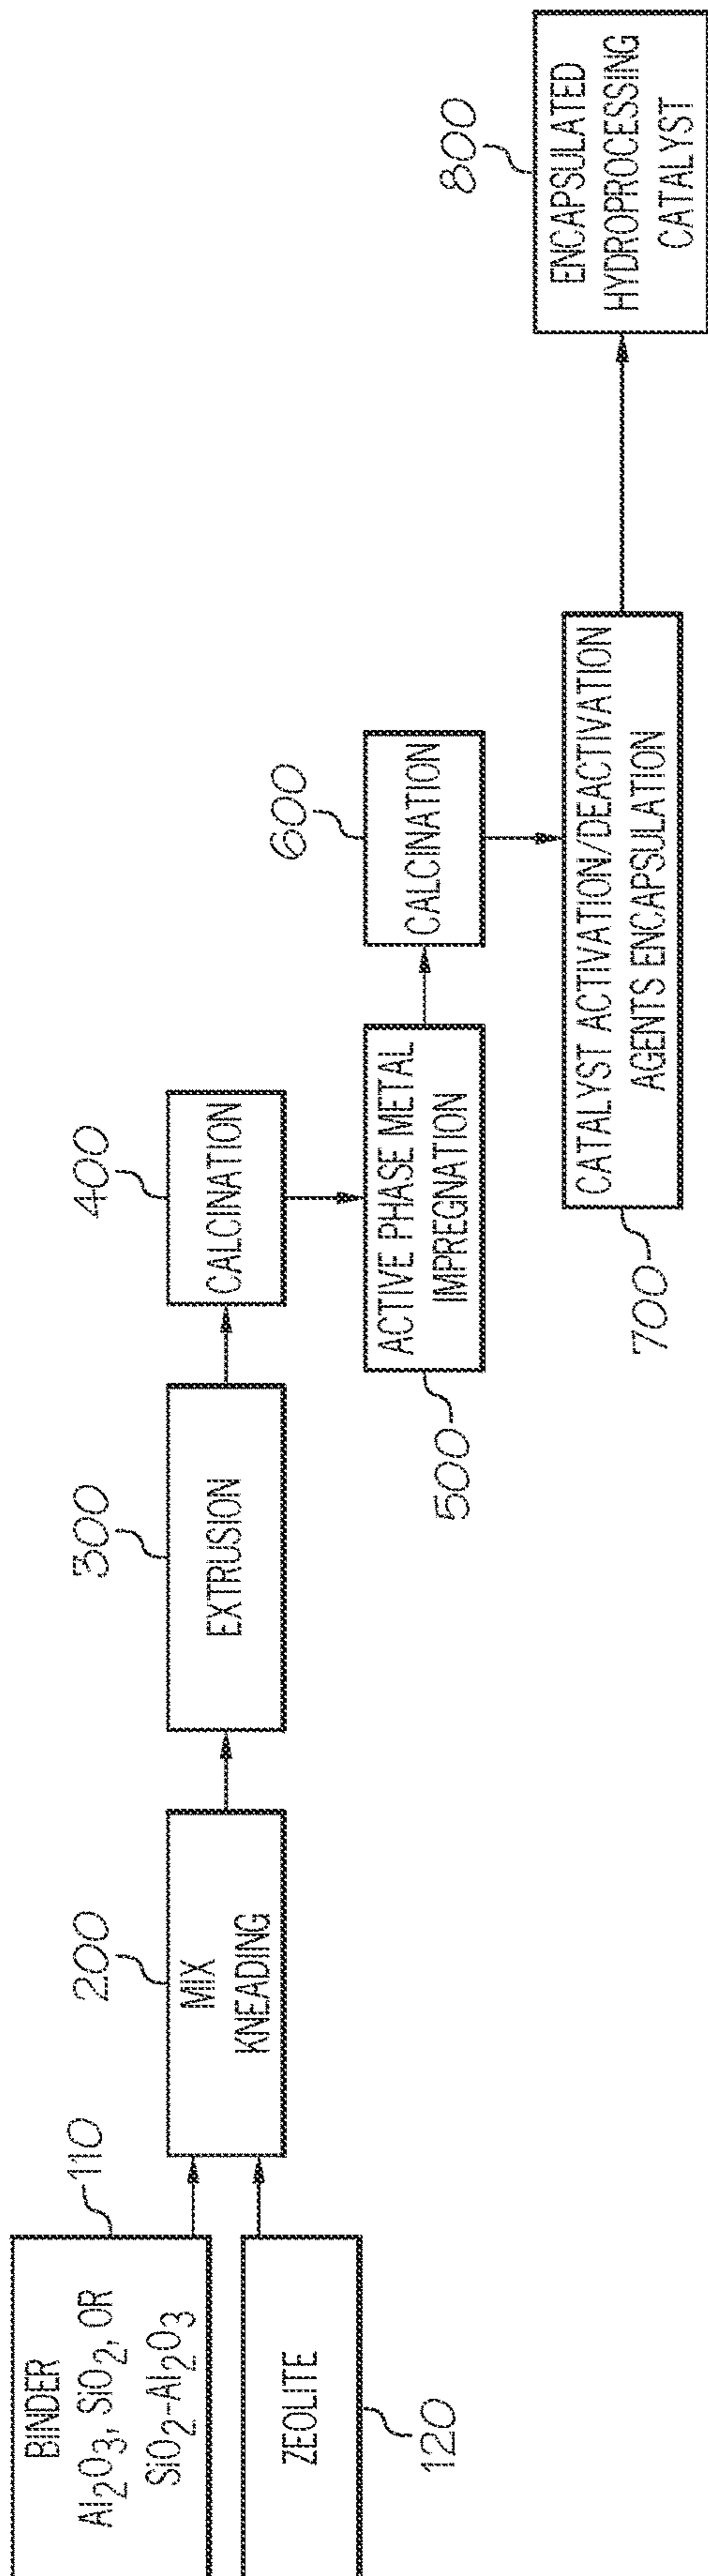 BINDER
Al₂O₃, SiO₂, OR
SiO₂-Al₂O₃
110
ZEOLITE
120
200
MIX
KNEADING
300
EXTRUSION
400
CALCINATION
ACTIVE PHASE METAL
IMPREGNATION
500
600
CALCINATION
CATALYST ACTIVATION/DEACTIVATION
AGENTS ENCAPSULATION
700
800
ENCAPSULATED
HYDROPROCESSING
CATALYST